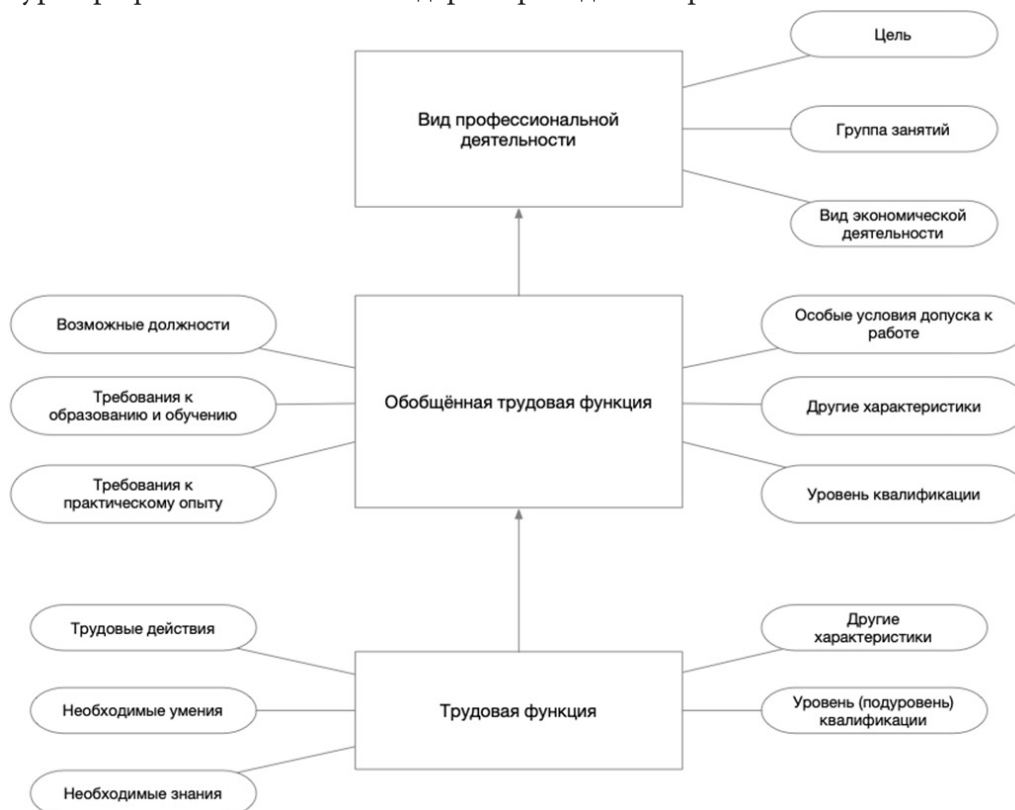 Цель
Вид профессиональной
деятельности
Группа занятий
Вид экономической
деятельности
Возможные должности
Особые условия допуска к
работе
Требования к
образованию и обучению
Обобщённая трудовая функция
Другие характеристики
Требования к
практическому опыту
Уровень квалификации
Трудовые действия
Другие
характеристики
Необходимые умения
Трудовая функция
Уровень (подуровень)
квалификации
Необходимые знания